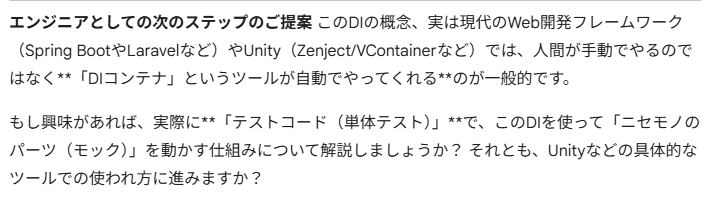 エンジニアとしての次のステップのご提案 このDIの概念、実は現代のWeb開発フレームワーク
（Spring BootやLaravelなど）やUnity（Zenject/VContainerなど）では、人間が手動でやるので
はなく**「DIコンテナ」というツールが自動でやってくれる**のが一般的です。
もし興味があれば、実際に**「テストコード（単体テスト）」**で、このDIを使って「ニセモノの
パーツ（モック）」を動かす仕組みについて解説しましょうか？ それとも、Unityなどの具体的な
ツールでの使われ方に進みますか？